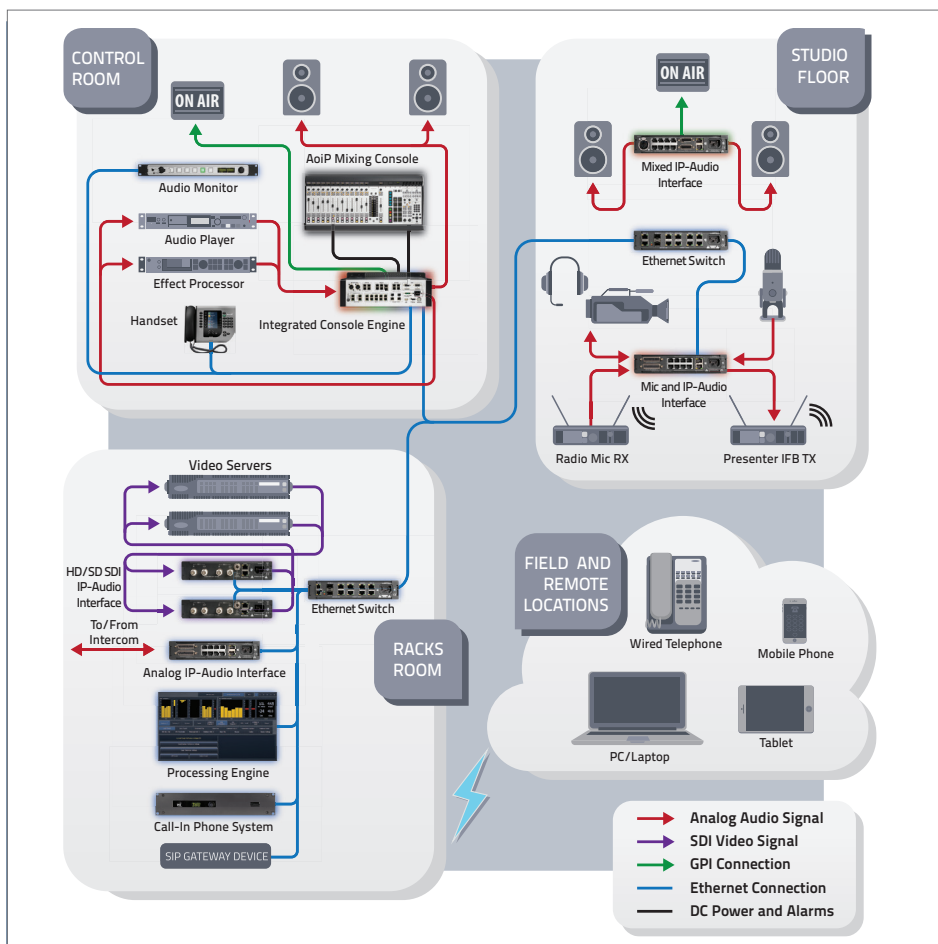 CONTROL
ROOM
ON AIR
AoiP Mixing Console
Audio Monitor
Audio Player
Effect Processor
Handset
Integrated Console Engine
STUDIO
FLOOR
ON AIR
Mixed IP-Audio
Interface
Ethernet Switch
Mic and IP-Audio
Interface
Radio Mic RX
Presenter IFB TX
Video Servers
HD/SD SDI
IP-Audio
Interface
Ethernet Switch
To/From
Intercom
Analog IP-Audio Interface
RACKS
ROOM
Processing Engine
Call-In Phone System
SIP GATEWAY DEVICE
FIELD AND
REMOTE
LOCATIONS
Wired Telephone
Mobile Phone
PC/Laptop
Tablet
Analog Audio Signal
SDI Video Signal
GPI Connection
Ethernet Connection
DC Power and Alarms